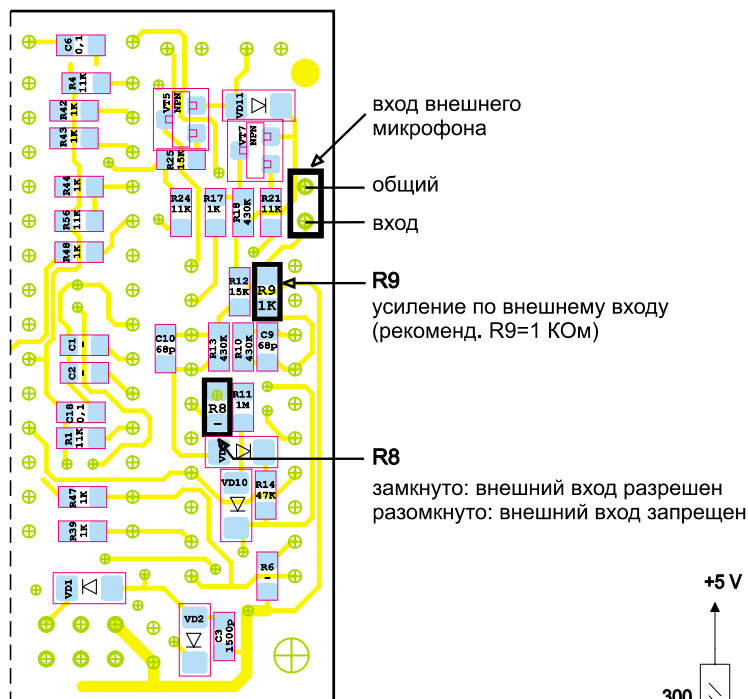 C6 0,1
R4 11K
R42 1K
R43 1K
VT5 NPN
VD11
VT7 NPN
R25 15K
R44 1K
R56 11K
R48 1K
R24 11K
R17 1K
R18 430K
R21 11K
вход внешнего
микрофона
общий
вход
R12 15K
R9 1K
R9
усиление по внешнему входу
(рекоменд. R9=1 КОм)
C10 68p
R13 430K
R10 430K
C9 68p
C1 -
C2 -
C18 0,1
R1 11K
R8 -
R11 1M
VD10
R14 47K
R8
замкнуто: внешний вход разрешен
разомкнуто: внешний вход запрещен
R47 1K
R39 1K
R6 -
VD1
VD2
C3 1500p
+5 V
300